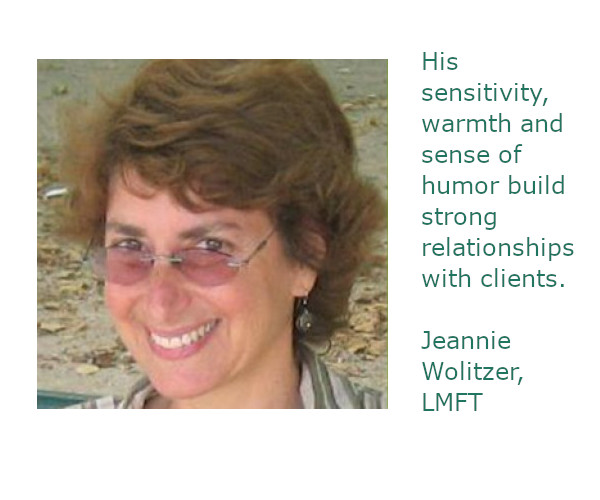 His
sensitivity,
warmth and
sense of
humor build
strong
relationships
with clients.
Jeannie
Wolitzer,
LMFT